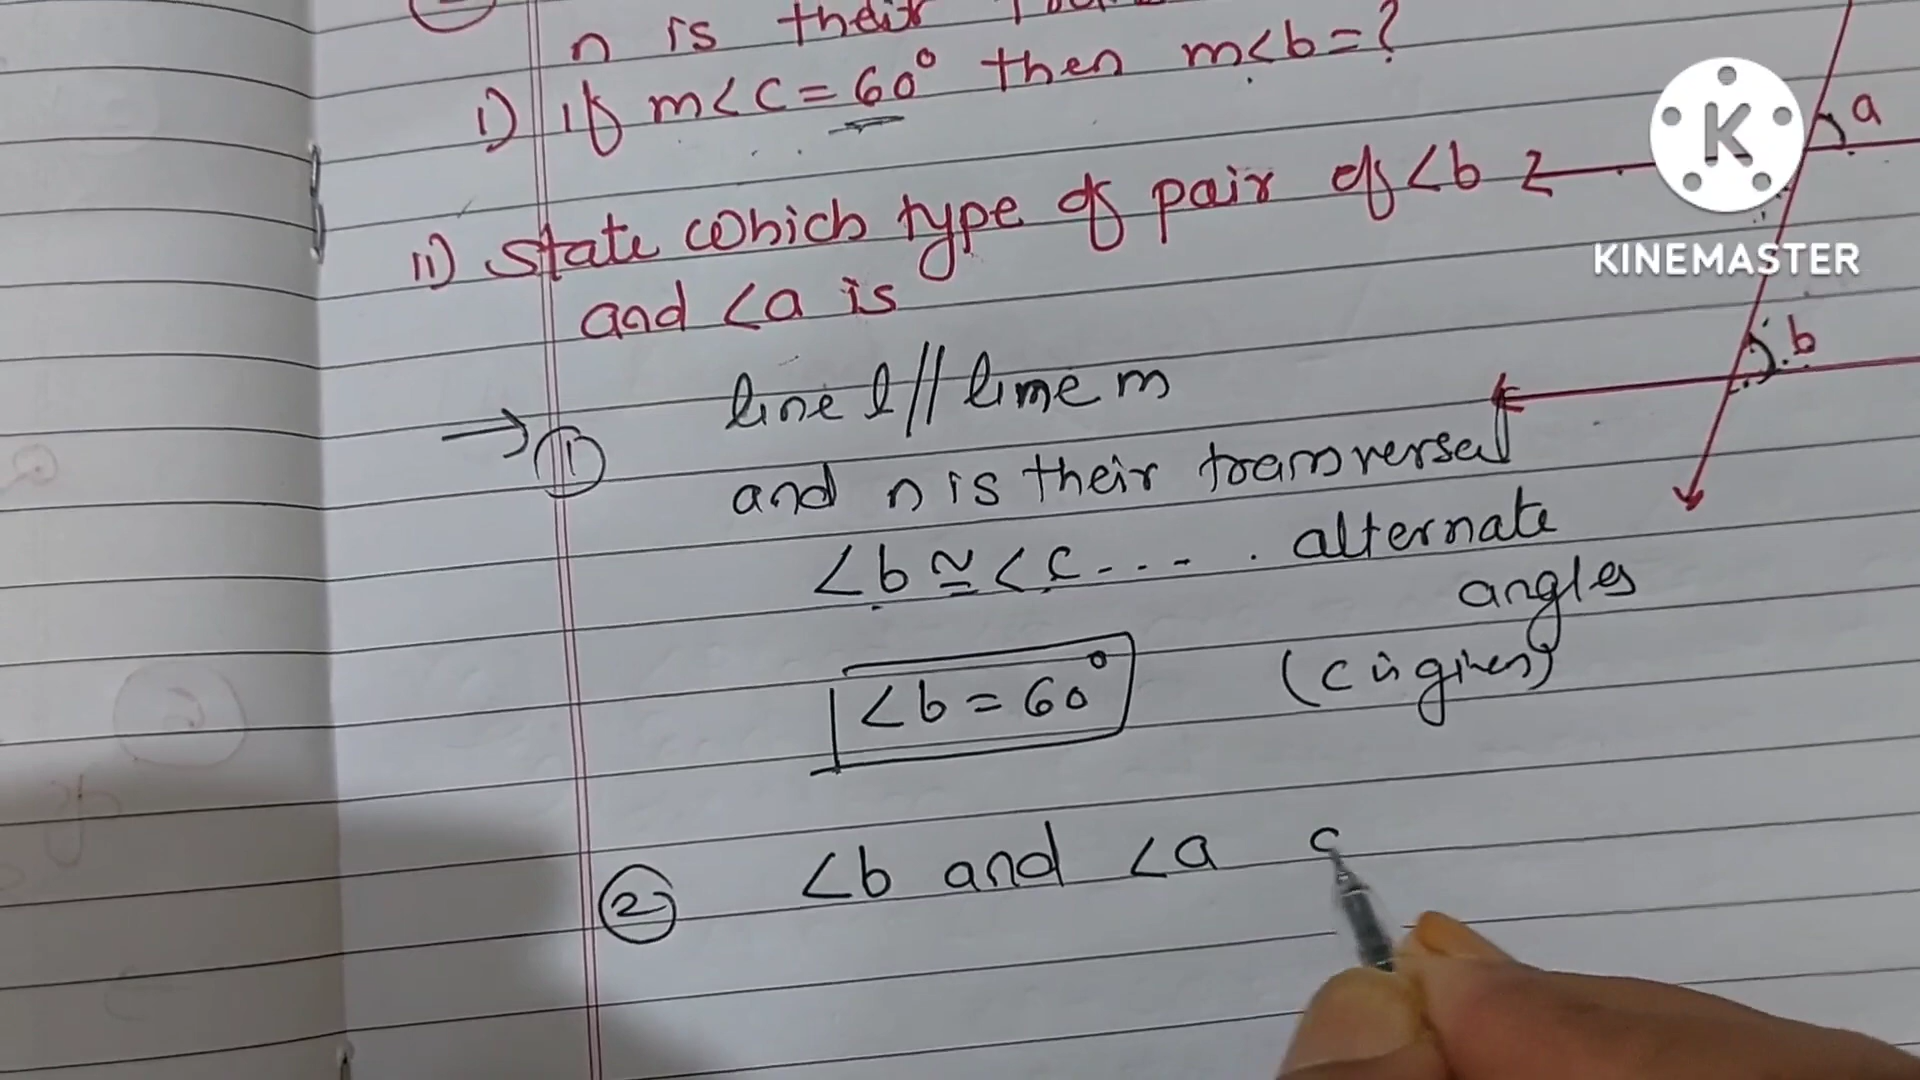 n is their
i) if m<c = 60° then m<b = ?
ii) State which type of pair of <b
and <a is
a
b
K
KINEMASTER
→ ① line l // line m
and n is their transversal
<b ≅ <c --- . alternate
angles
<b = 60° (c is given)
② <b and <a c